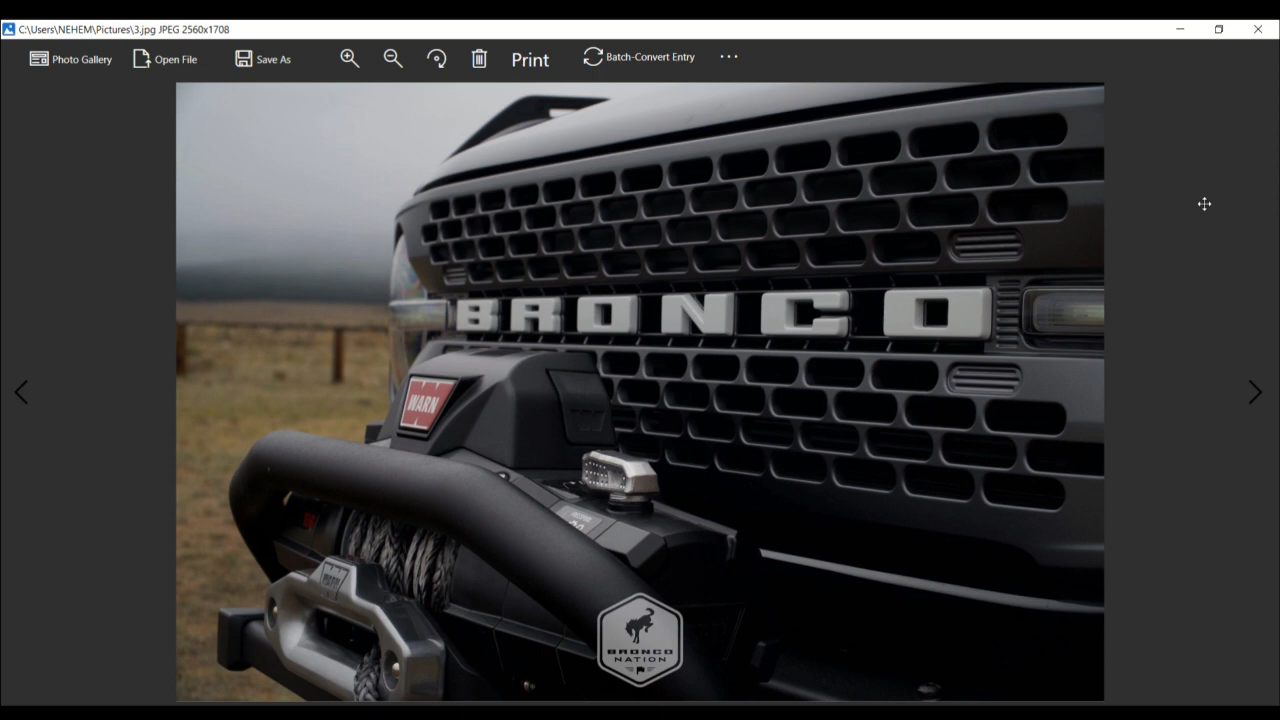 C:\Users\NEHEM\Pictures\3.jpg JPEG 2560x1708
Photo Gallery
Open File
Save As
Print
Batch-Convert Entry
BRONCO
WARN
WARN
BRONCO
NATION